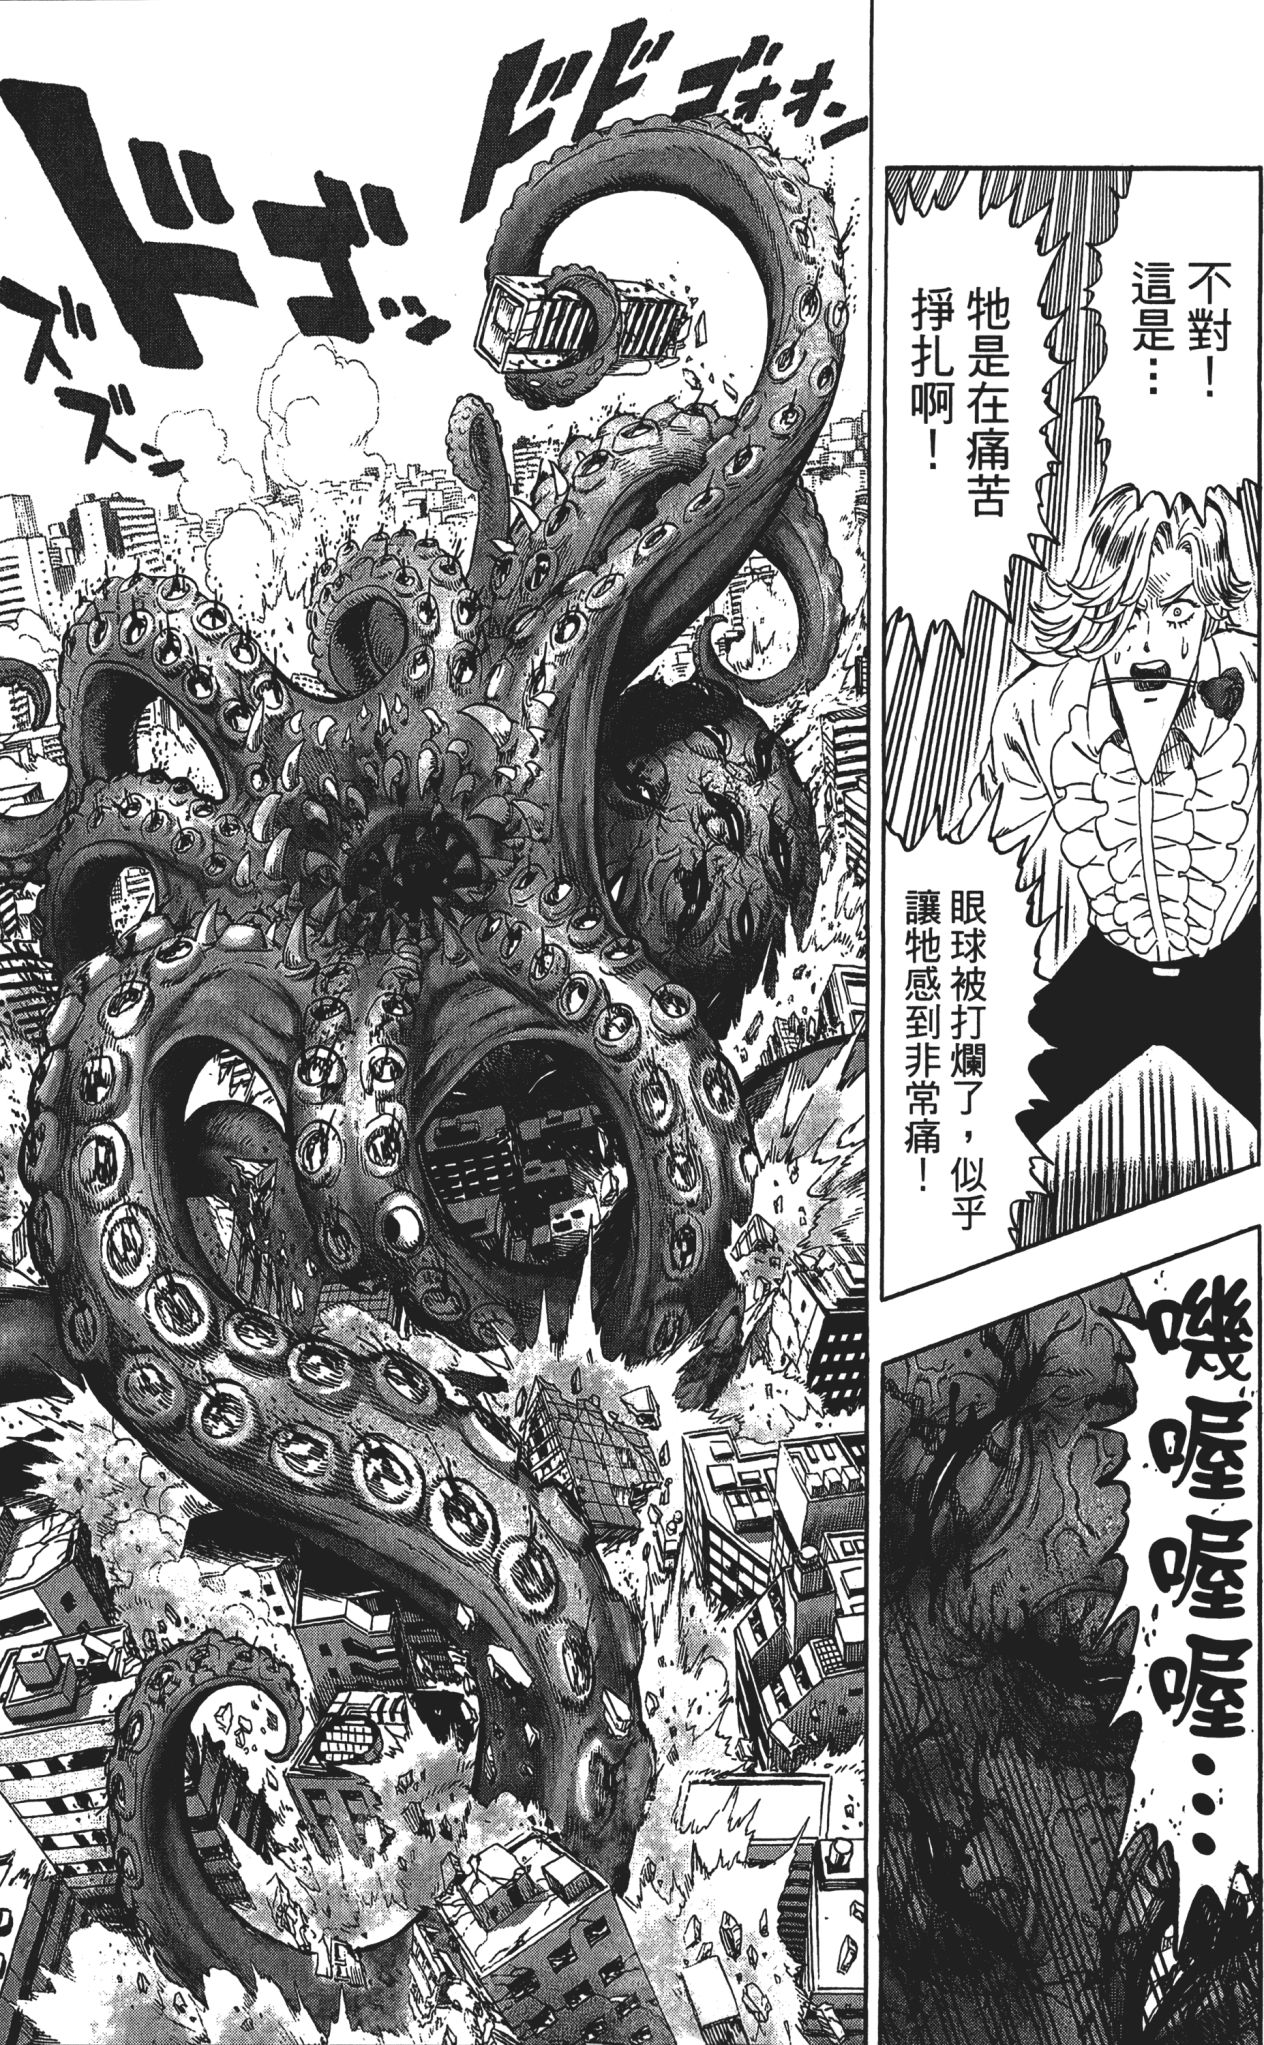 不對！
這是…
牠是在痛苦
掙扎啊！
眼球被打爛了，似乎
讓牠感到非常痛！
嘰喔喔喔…
ドドゴォオン
ドゴッ
ズズン